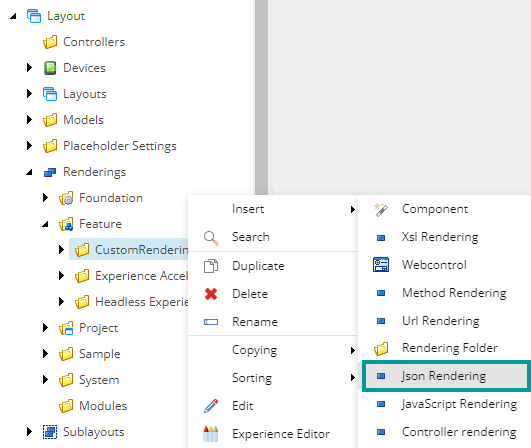 Layout
Controllers
Devices
Layouts
Models
Placeholder Settings
Renderings
Foundation
Feature
CustomRenderin
Experience Accel
Headless Experie
Project
Sample
System
Modules
Sublayouts
Insert
Search
Duplicate
Delete
Rename
Copying
Sorting
Edit
Experience Editor
Component
Xsl Rendering
Webcontrol
Method Rendering
Url Rendering
Rendering Folder
Json Rendering
JavaScript Rendering
Controller rendering